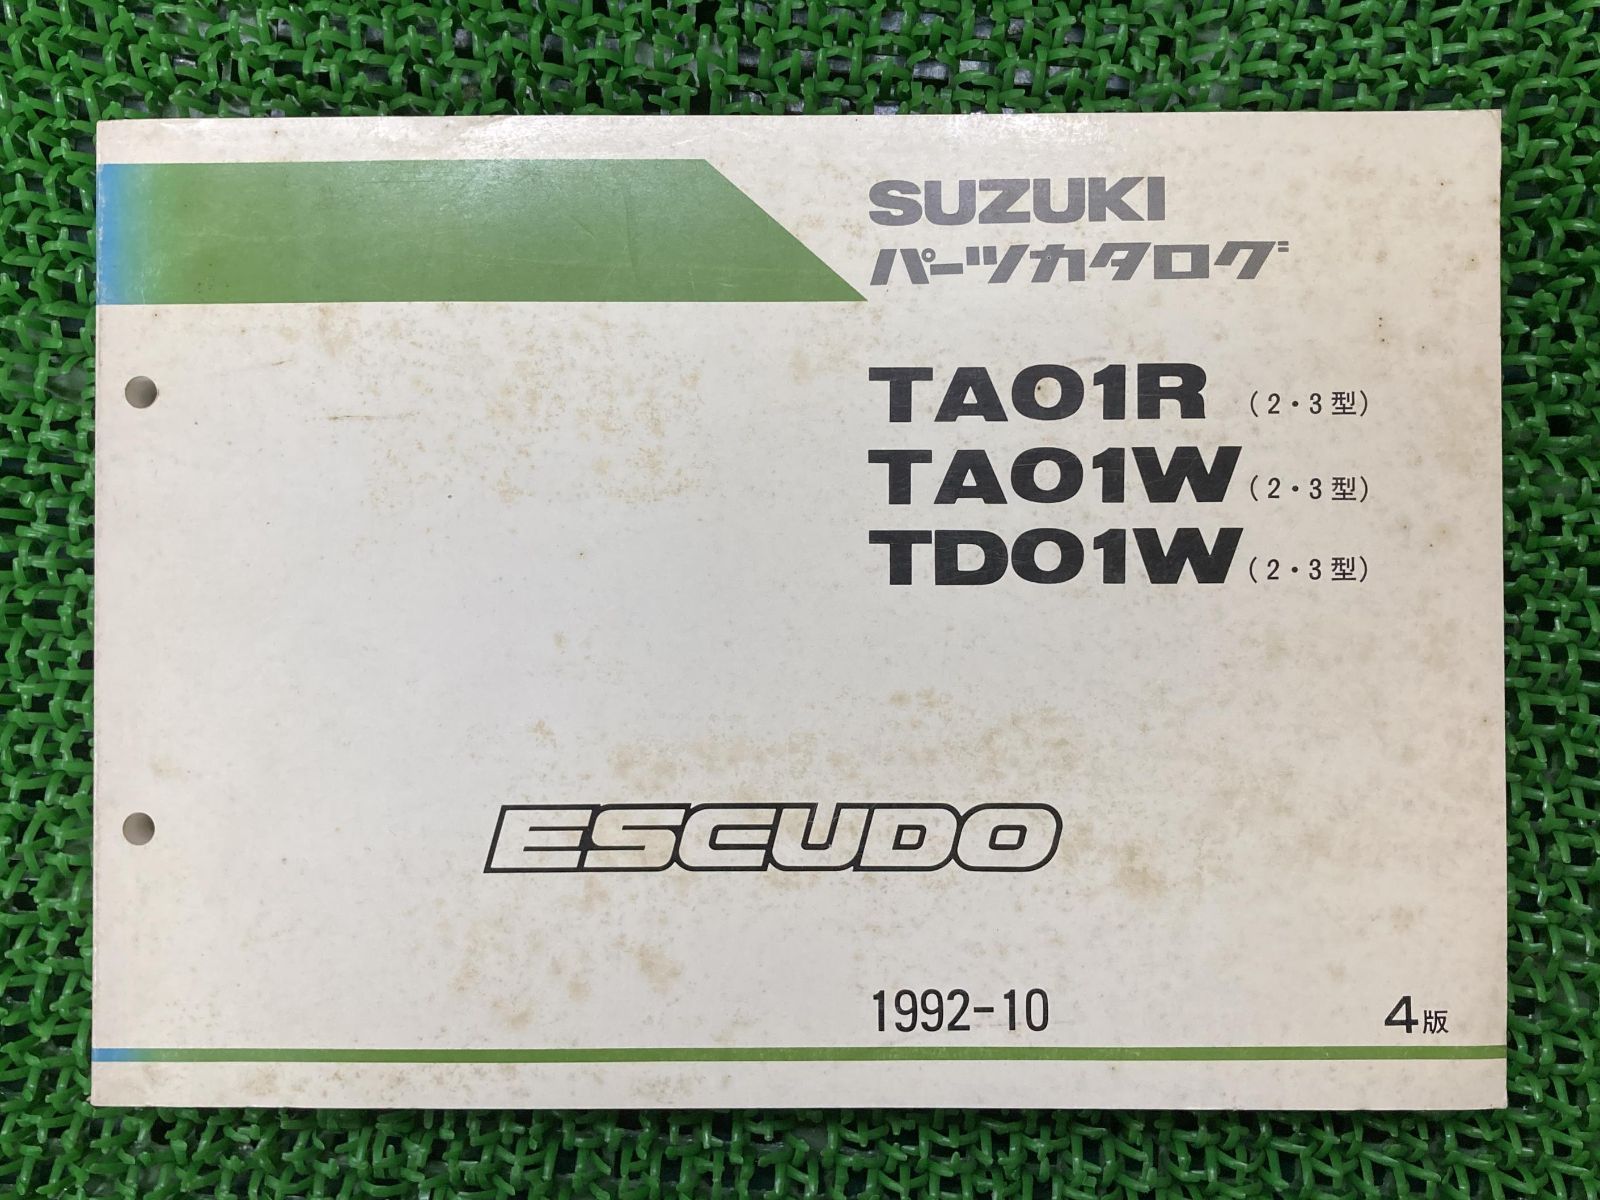 SUZUKI
パーツカタログ
TA01R (2・3型)
TA01W (2・3型)
TD01W (2・3型)
ESCUDO
1992-10 4版